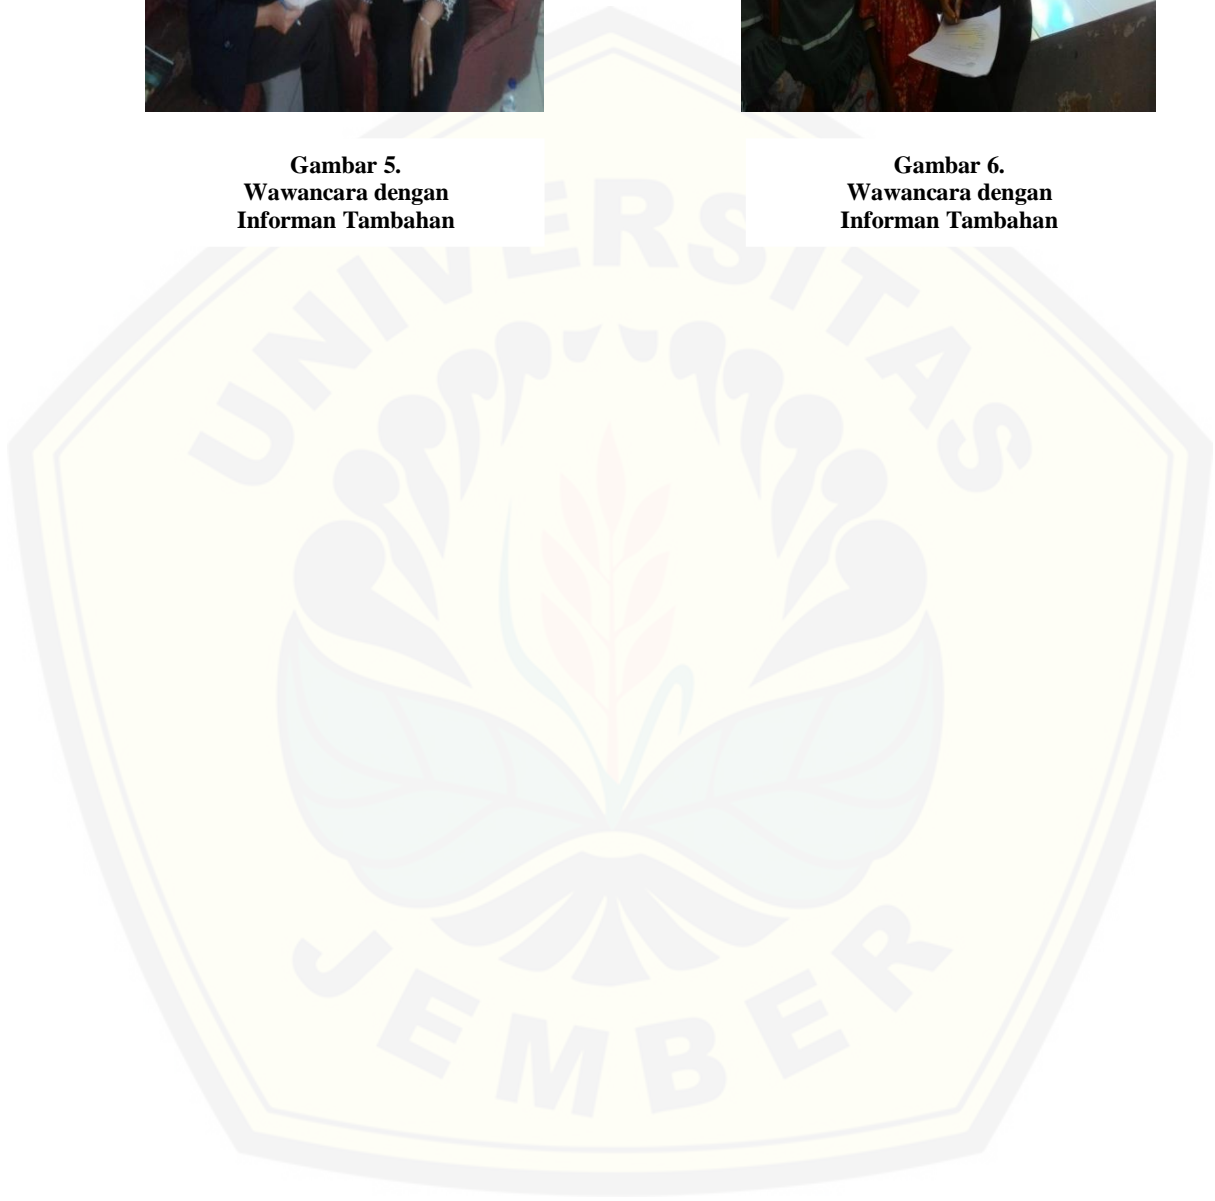 Gambar 5.
Wawancara dengan
Informan Tambahan
Gambar 6.
Wawancara dengan
Informan Tambahan
UNIVERSITAS
JEMBER